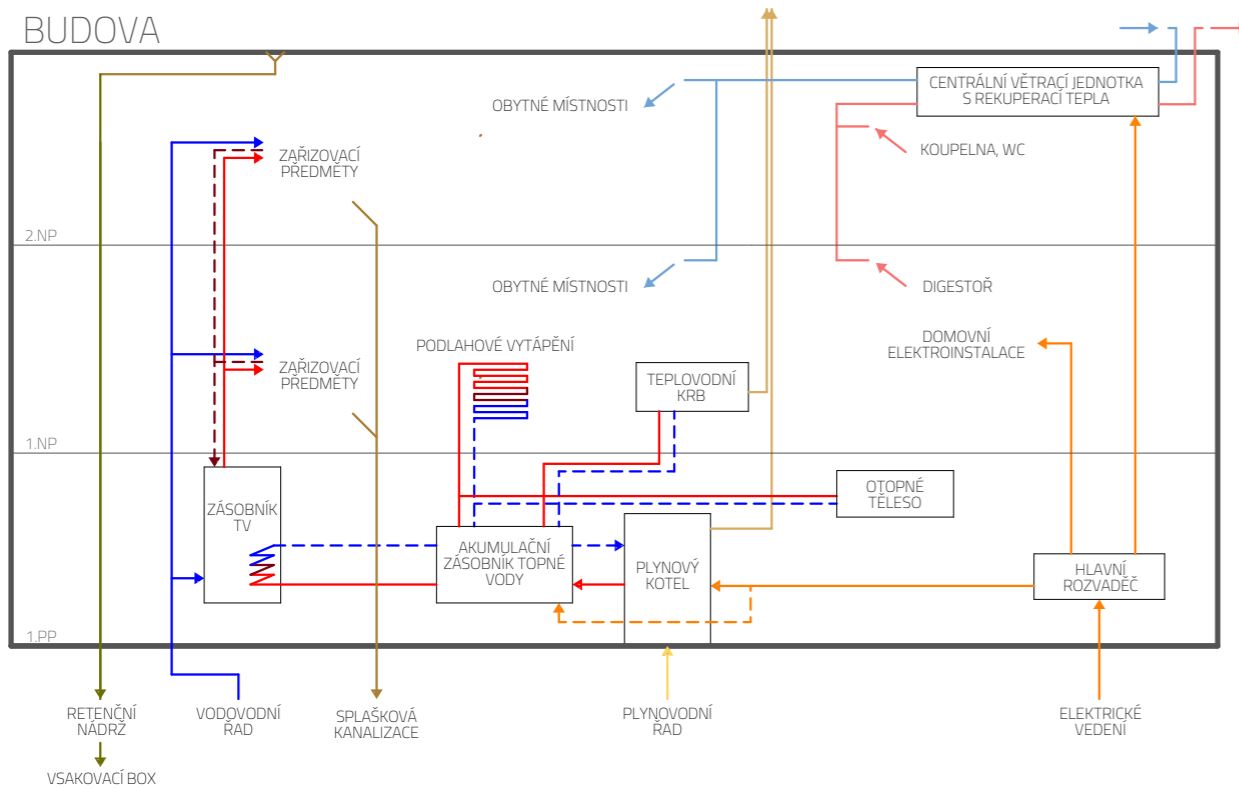 BUDOVA
CENTRÁLNÍ VĚTRACÍ JEDNOTKA
S REKUPERACÍ TEPLA
OBYTNÉ MÍSTNOSTI
KOUPELNA, WC
ZAŘIZOVACÍ
PŘEDMĚTY
2.NP
OBYTNÉ MÍSTNOSTI
DIGESTOŘ
DOMOVNÍ
ELEKTROINSTALACE
PODLAHOVÉ VYTÁPĚNÍ
ZAŘIZOVACÍ
PŘEDMĚTY
TEPLOVODNÍ
KRB
1.NP
ZÁSOBNÍK
TV
OTOPNÉ
TĚLESO
AKUMULAČNÍ
ZÁSOBNÍK TOPNÉ
VODY
PLYNOVÝ
KOTEL
HLAVNÍ
ROZVADĚČ
1.PP
RETENČNÍ
NÁDRŽ
VODOVODNÍ
ŘAD
SPLAŠKOVÁ
KANALIZACE
PLYNOVODNÍ
ŘAD
ELEKTRICKÉ
VEDENÍ
VSAKOVACÍ BOX